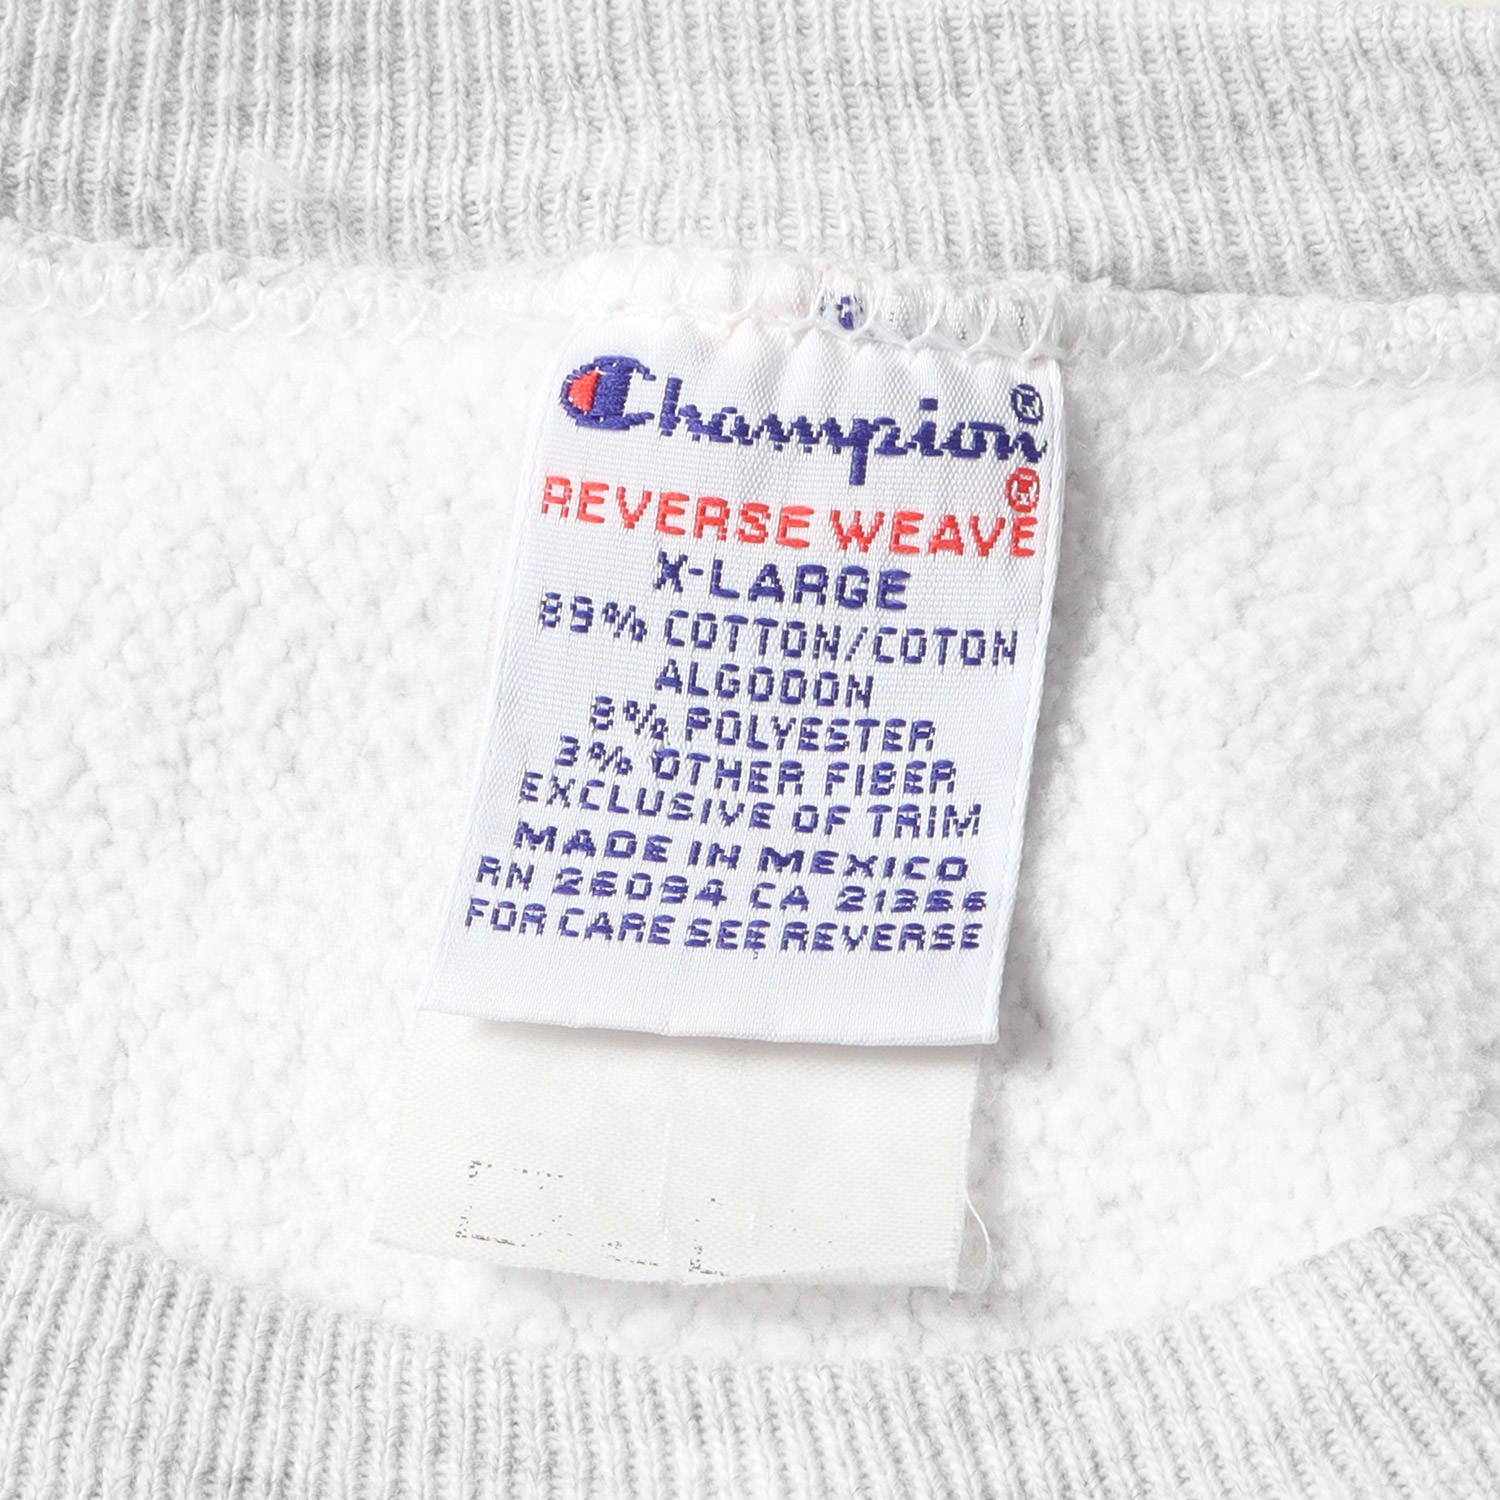 Champion®
REVERSE WEAVE®
X-LARGE
89% COTTON/COTON
ALGODON
8% POLYESTER
3% OTHER FIBER
EXCLUSIVE OF TRIM
MADE IN MEXICO
RN 26094 CA 21366
FOR CARE SEE REVERSE